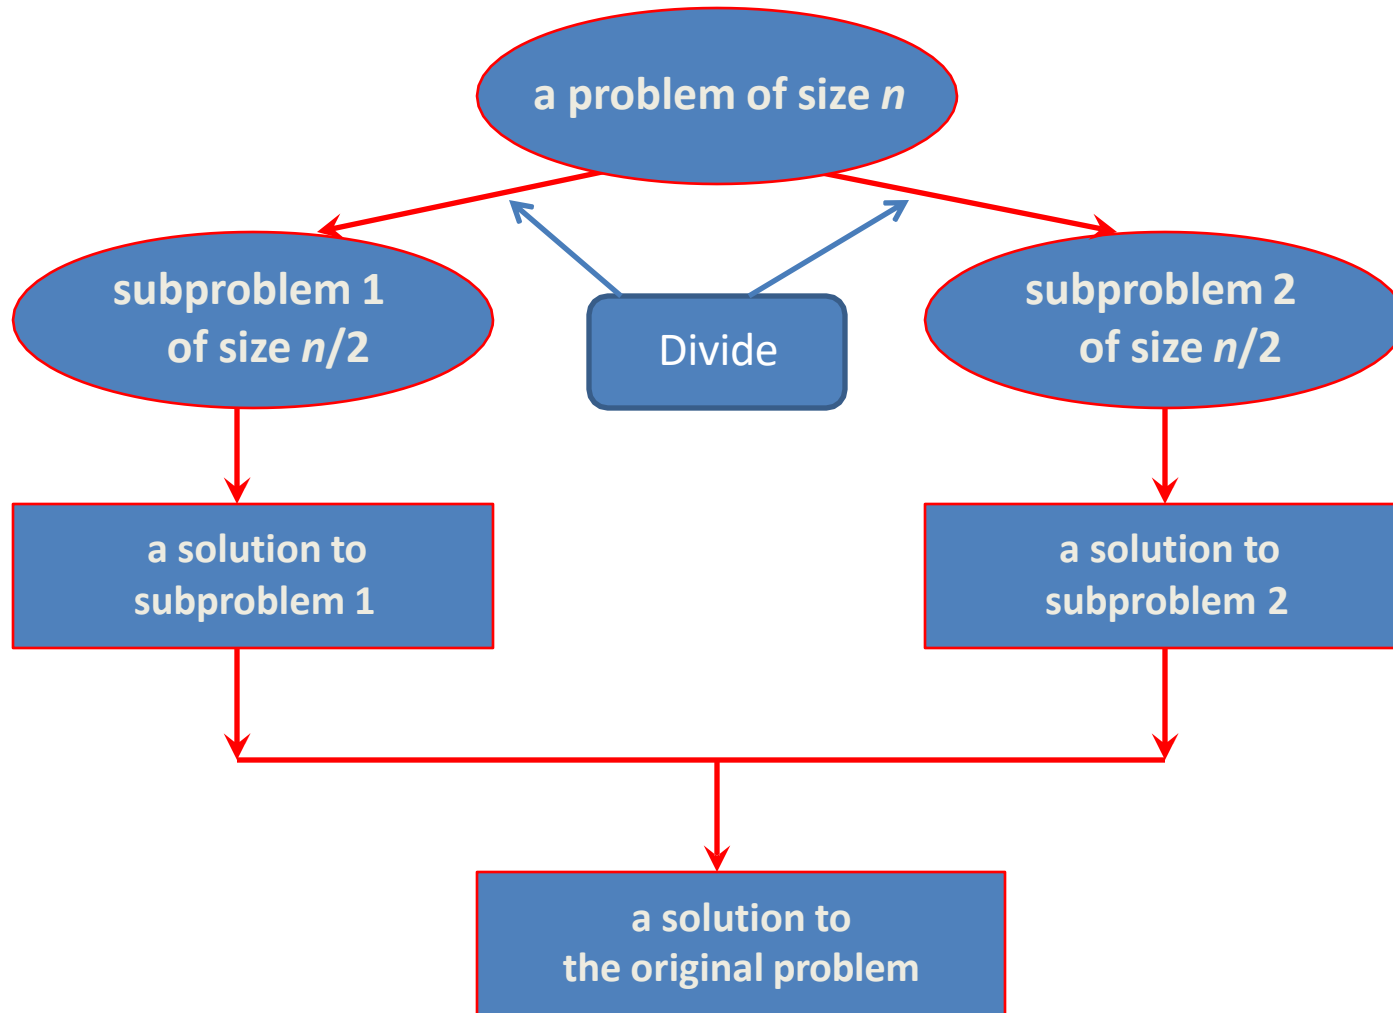 a problem of size n
subproblem 1
of size n/2
Divide
subproblem 2
of size n/2
a solution to
subproblem 1
a solution to
subproblem 2
a solution to
the original problem